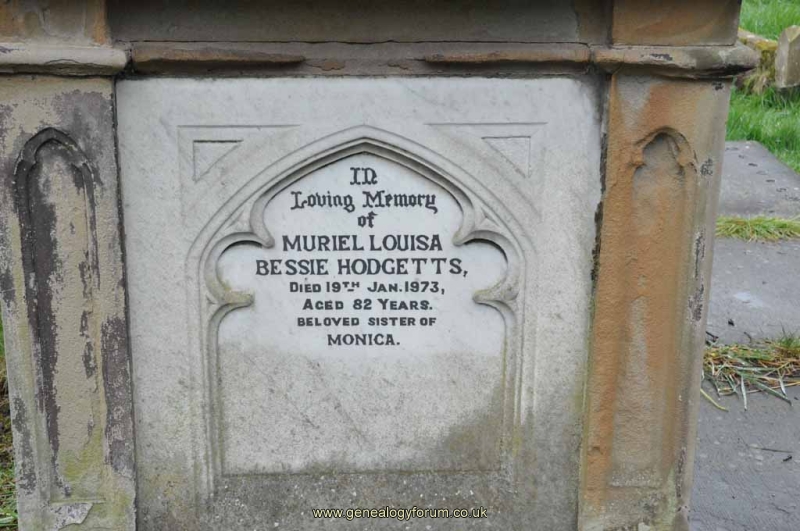 In
Loving Memory
of
MURIEL LOUISA
BESSIE HODGETTS,
DIED 19TH JAN. 1973,
AGED 82 YEARS.
BELOVED SISTER OF
MONICA.
www.genealogyforum.co.uk